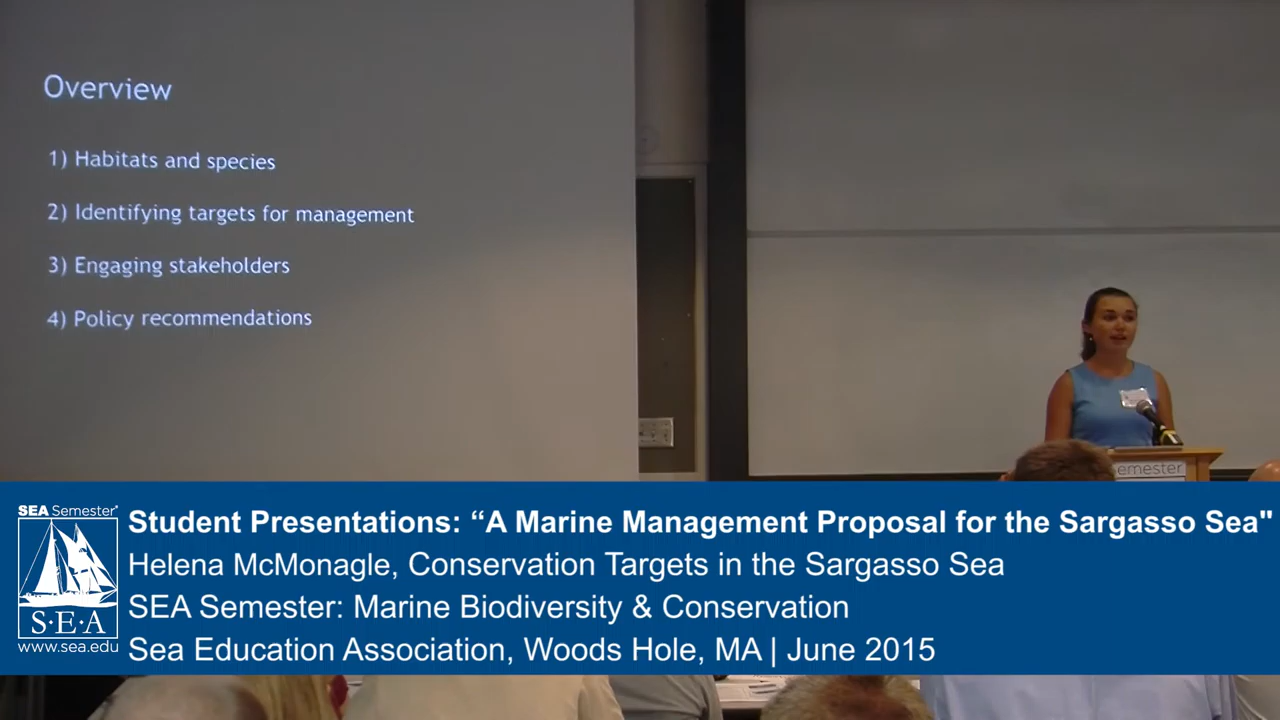 Overview
1) Habitats and species
2) Identifying targets for management
3) Engaging stakeholders
4) Policy recommendations
emester
SEA Semester®
S·E·A
www.sea.edu
Student Presentations: “A Marine Management Proposal for the Sargasso Sea"
Helena McMonagle, Conservation Targets in the Sargasso Sea
SEA Semester: Marine Biodiversity & Conservation
Sea Education Association, Woods Hole, MA | June 2015